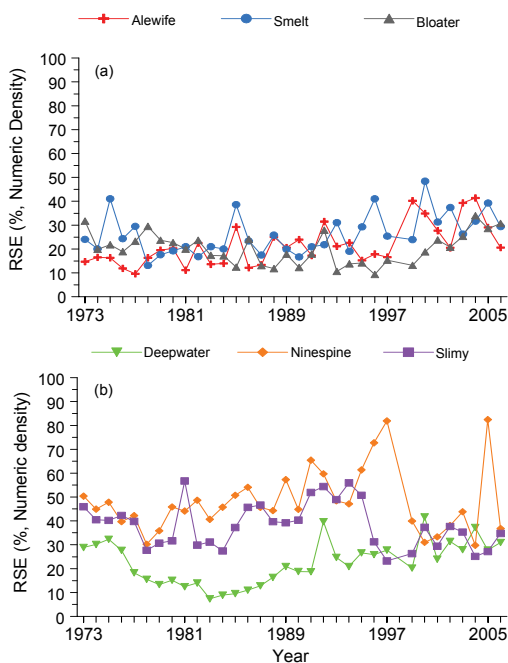 Alewife Smelt Bloater
(a)
RSE (%, Numeric Density)
100
90
80
70
60
50
40
30
20
10
0
1973 1981 1989 1997 2005
Deepwater Ninespine Slimy
(b)
RSE (%, Numeric density)
100
90
80
70
60
50
40
30
20
10
0
1973 1981 1989 1997 2005
Year